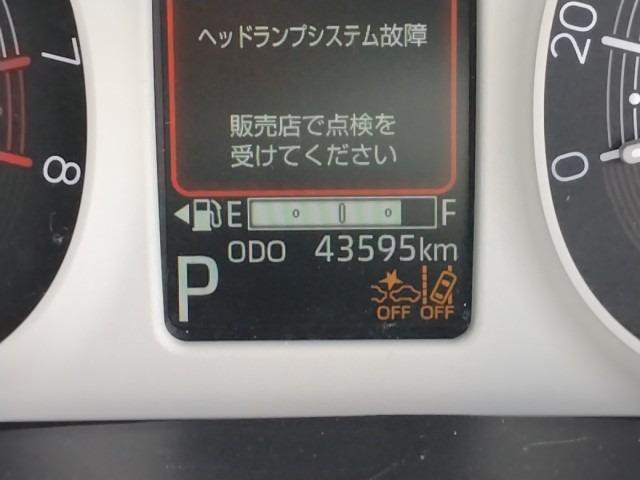 ヘッドランプシステム故障
販売店で点検を
受けてください
E F
ODO 43595km
P
OFF OFF
7
8
20
0